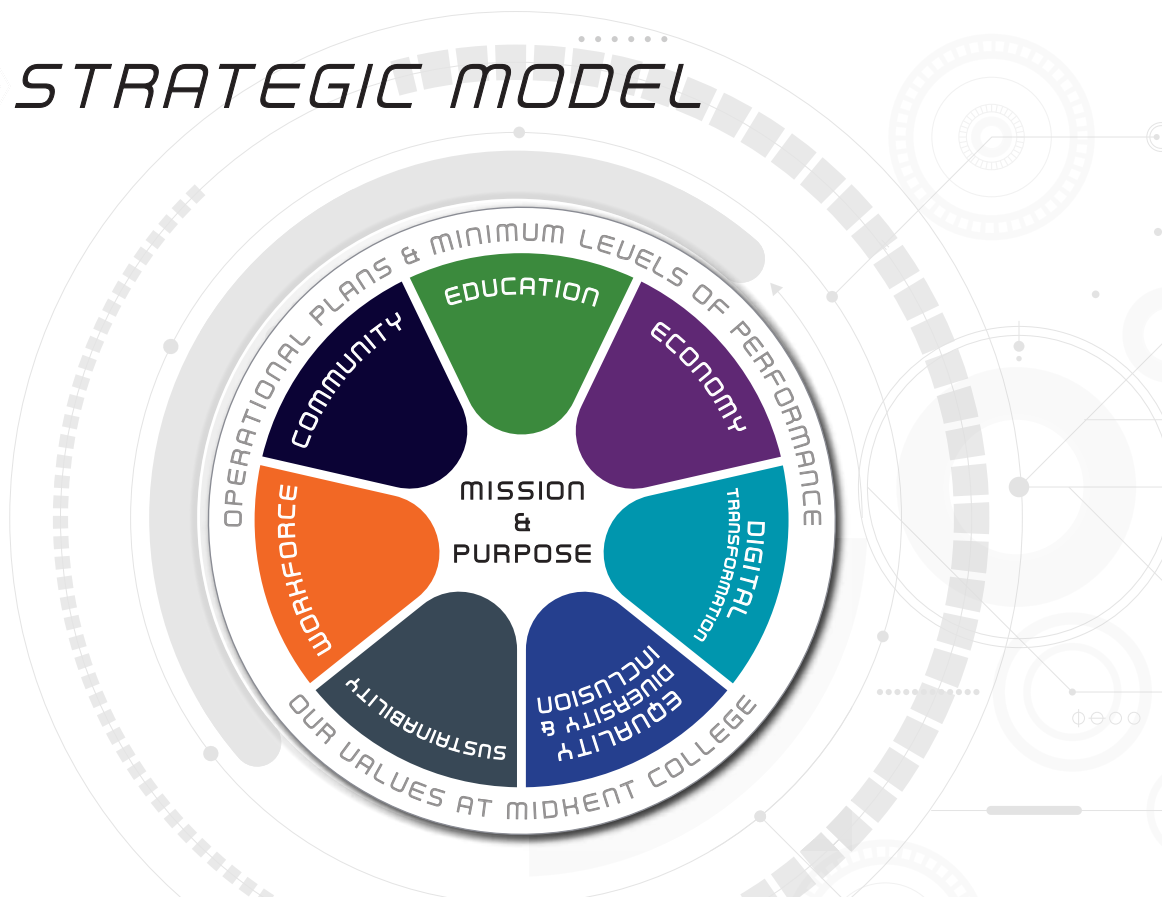 STRATEGIC MODEL
OPERATIONAL PLANS & MINIMUM LEVELS OF PERFORMANCE
EDUCATION
ECONOMY
DIGITAL
TRANSFORMATION
EQUALITY
DIVERSITY &
INCLUSION
SUSTAINABILITY
WORKFORCE
COMMUNITY
MISSION
&
PURPOSE
OUR VALUES AT MIDKENT COLLEGE